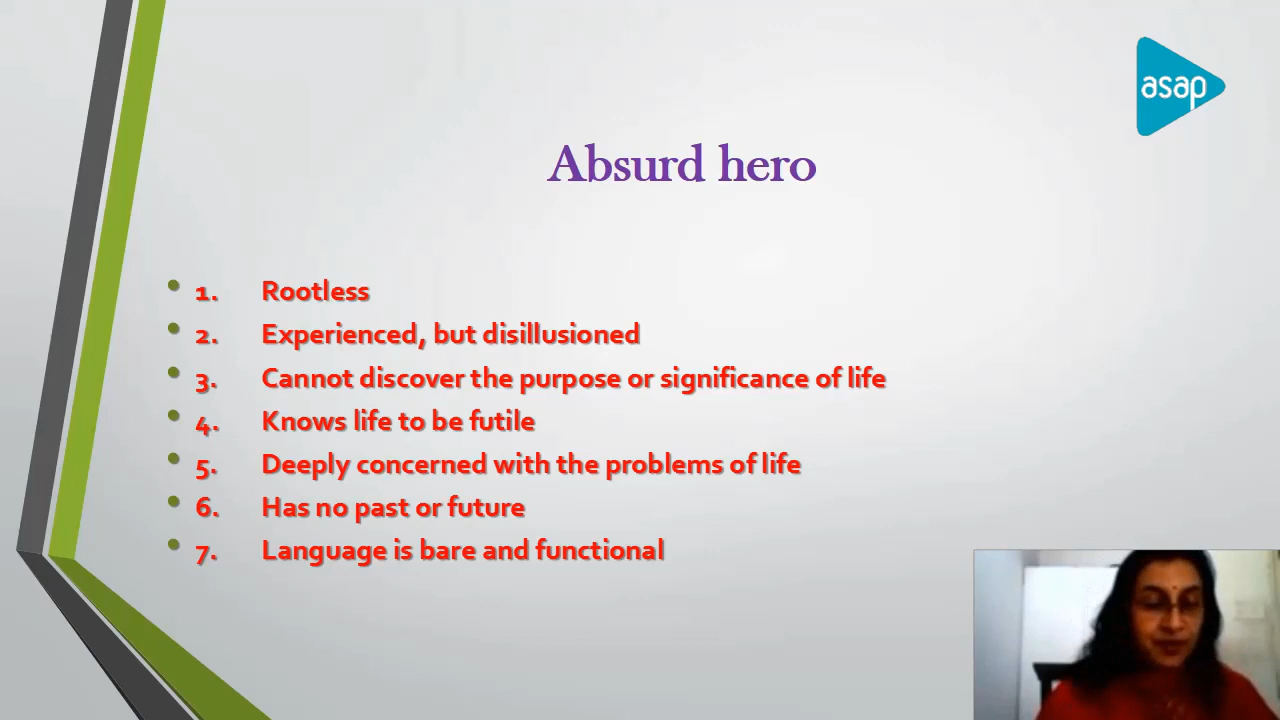 asap
Absurd hero
• 1. Rootless
• 2. Experienced, but disillusioned
• 3. Cannot discover the purpose or significance of life
• 4. Knows life to be futile
• 5. Deeply concerned with the problems of life
• 6. Has no past or future
• 7. Language is bare and functional